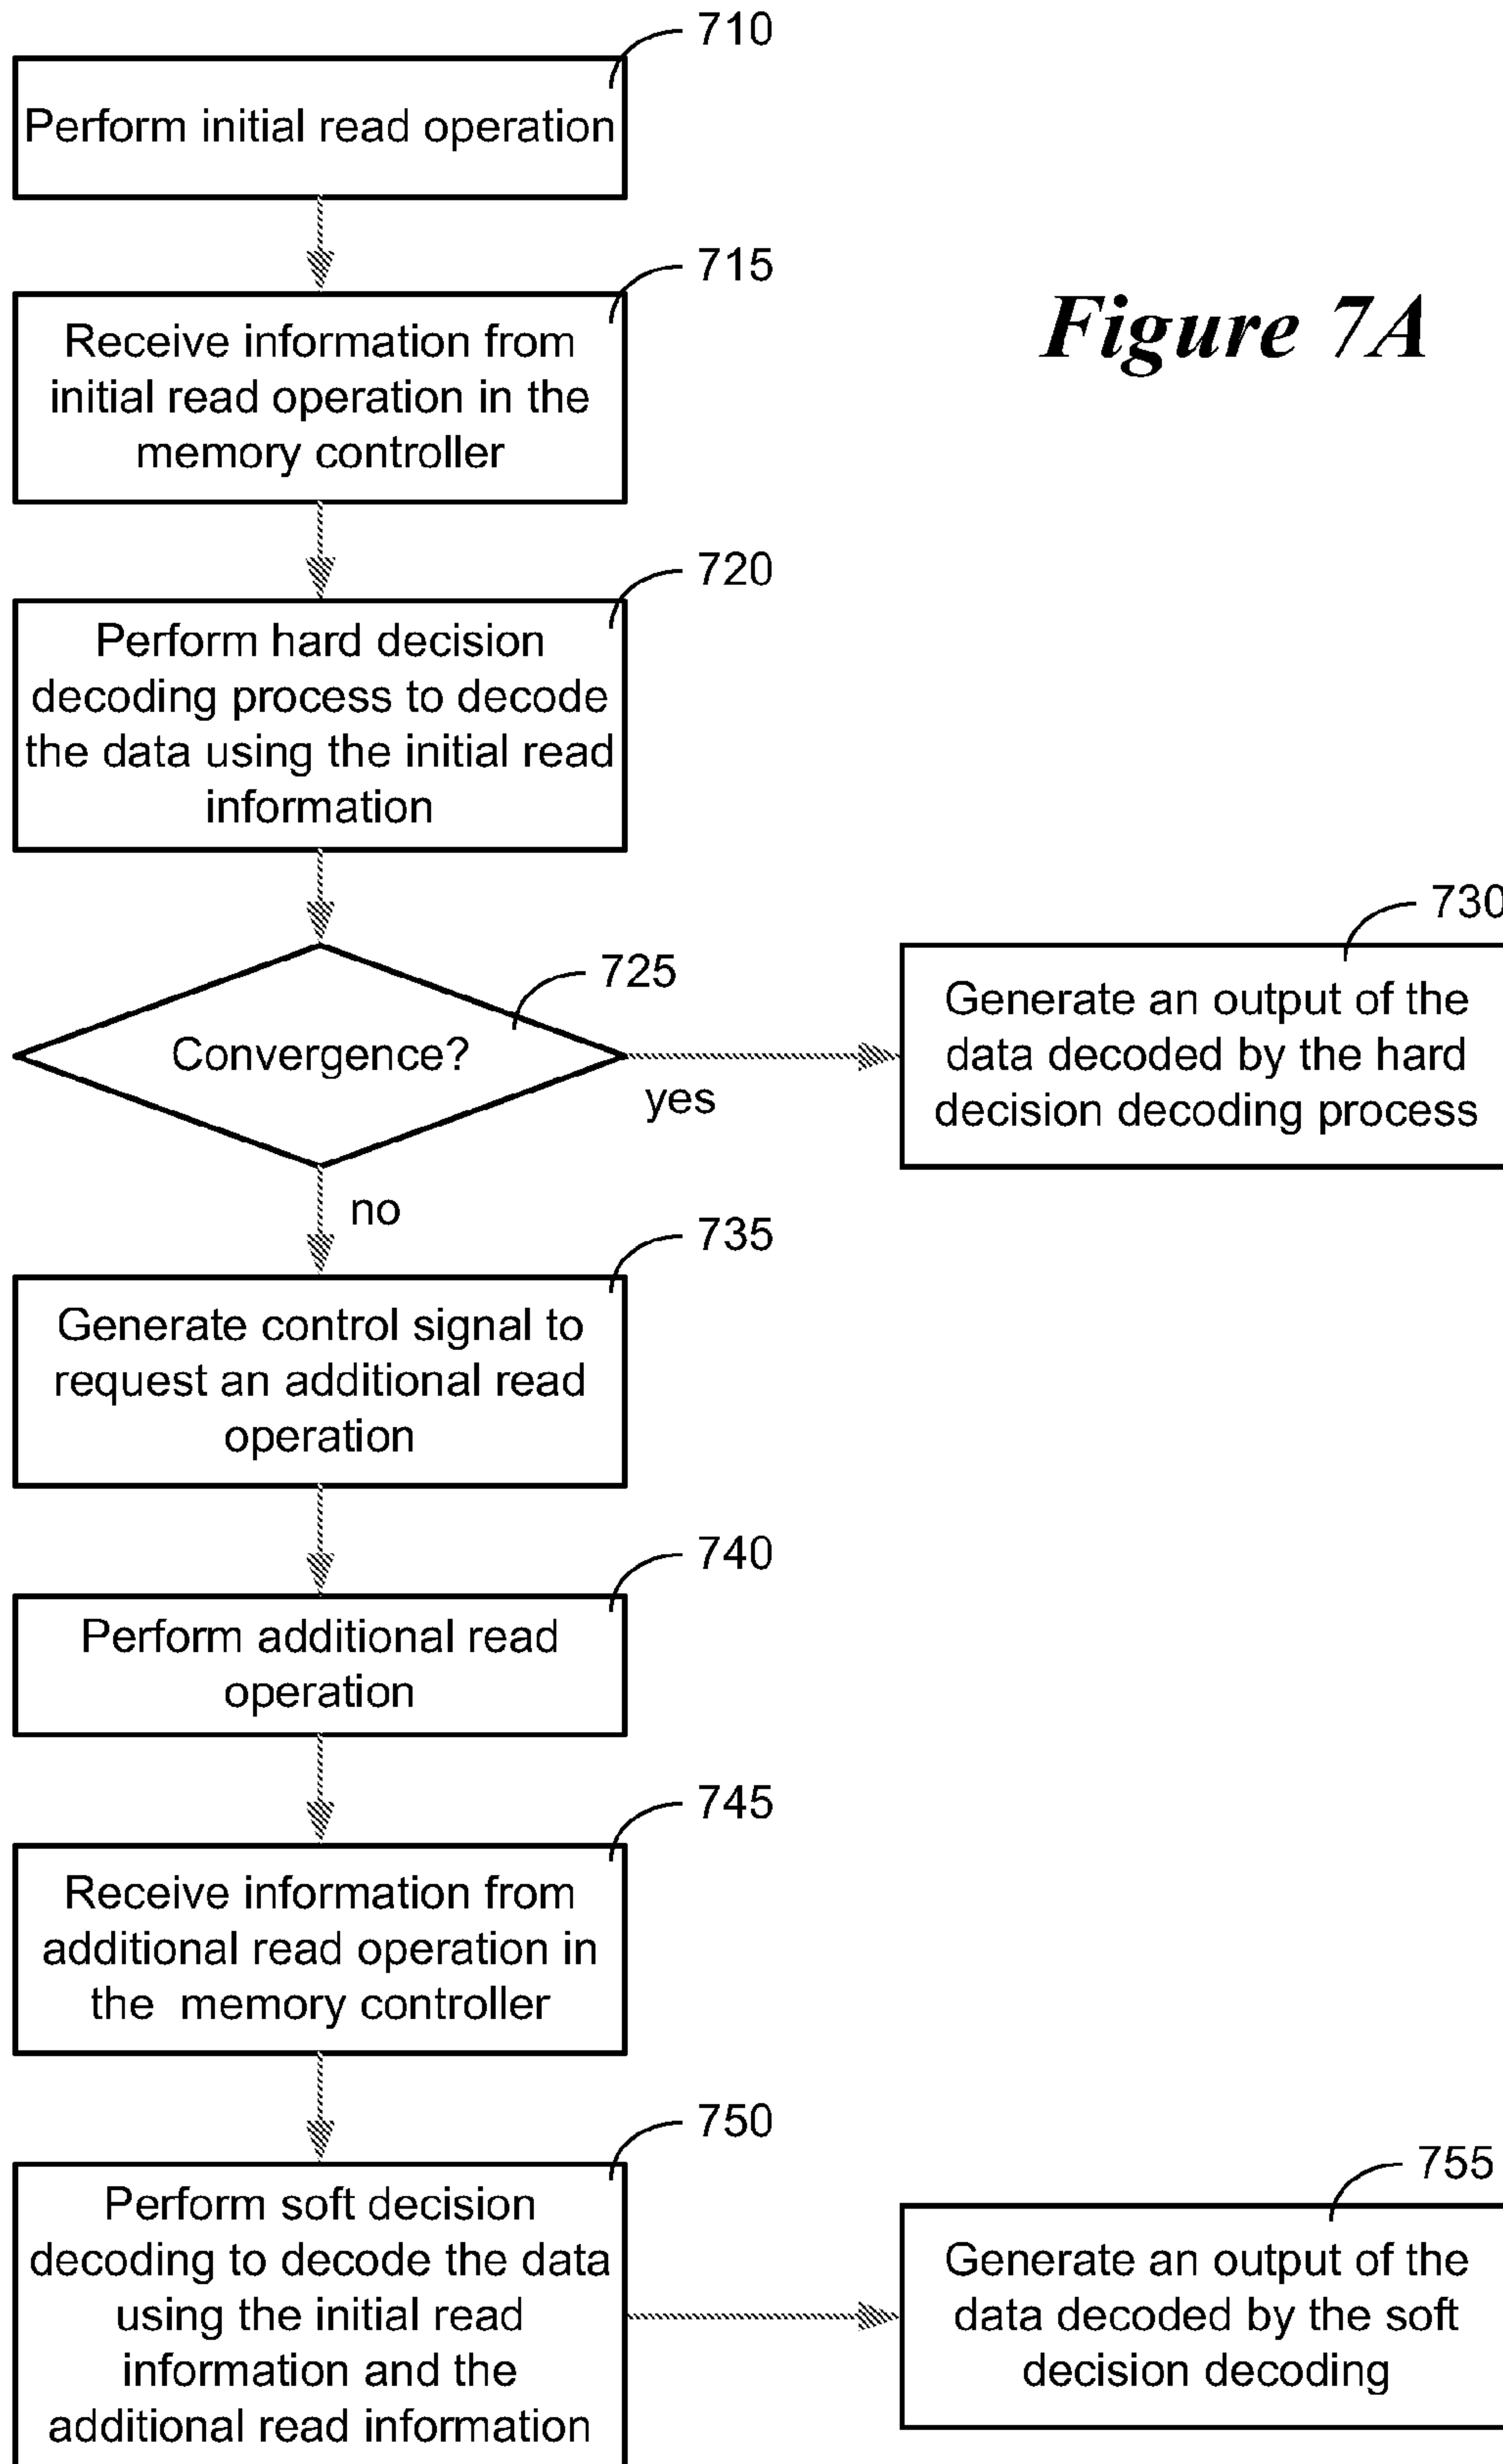 710
Perform initial read operation
715
Receive information from
initial read operation in the
memory controller
Figure 7A
720
Perform hard decision
decoding process to decode
the data using the initial read
information
725
Convergence?
yes
no
730
Generate an output of the
data decoded by the hard
decision decoding process
735
Generate control signal to
request an additional read
operation
740
Perform additional read
operation
745
Receive information from
additional read operation in
the memory controller
750
Perform soft decision
decoding to decode the data
using the initial read
information and the
additional read information
755
Generate an output of the
data decoded by the soft
decision decoding